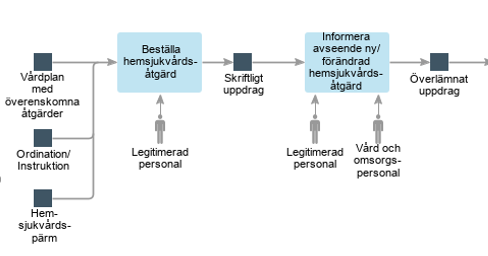 Beställa
hemsjukvårds-
åtgärd
Informera
avseende ny/
förändrad
hemsjukvårds-
åtgärd
Vårdplan
med
överenskomna
åtgärder
Skriftligt
uppdrag
Överlämnat
uppdrag
Ordination/
Instruktion
Legitimerad
personal
Legitimerad
personal
Vård och
omsorgs-
personal
Hem-
sjukvårds-
pärm